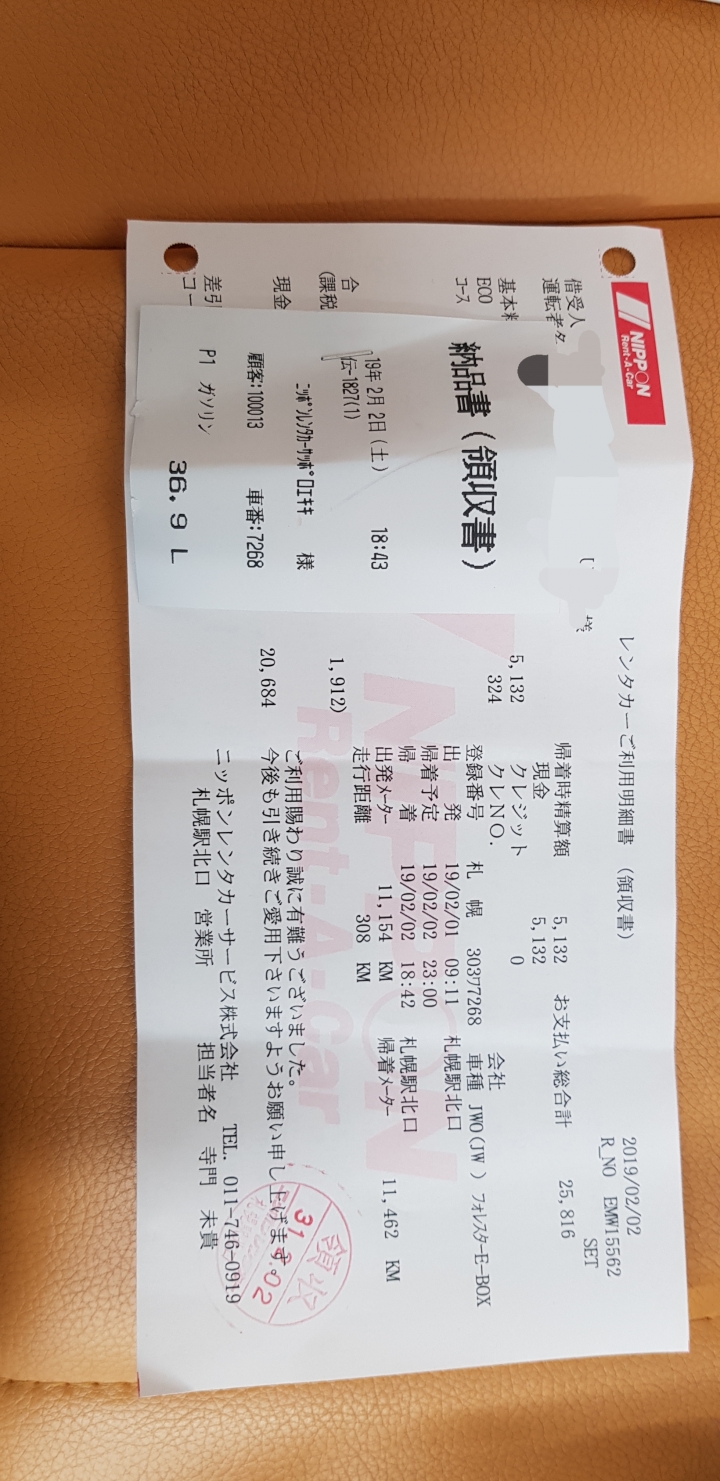 NIPPON
Rent-A-Car
レンタカーご利用明細書 (領収書)
2019/02/02
R_NO EMW15562
SET
借受人
運転者名
様
帰着時精算額 5,132 お支払い総合計 25,816
現金 5,132
クレジット 0
クレNO.
会社
基本料
5,132
ECO
324
コース
登録番号 札幌 303ワ7268 車種 JWO(JW ) フォレスターE-BOX
出発 19/02/01 09:11 札幌駅北口
帰着予定 19/02/02 23:00
帰着 19/02/02 18:42 札幌駅北口
出発メーター 11,154 KM 帰着メーター 11,462 KM
走行距離 308 KM
合
(課税
1,912)
現金
20,684
差引
コー
ご利用賜わり誠に有難うございました。
今後も引き続きご愛用下さいますようお願い申し上げます。
ニッポンレンタカーサービス株式会社 TEL. 011-746-0919
札幌駅北口 営業所 担当者名 寺門 未貴
領収
31.2.02
納品書(領収書)
19年 2月 2日(土) 18:43
伝-1827(1)
ニッポンレンタカーサッポロエキキ 様
顧客:100013 車番:7268
P1 ガソリン 36.9 L
NIPPON
Rent-A-Car